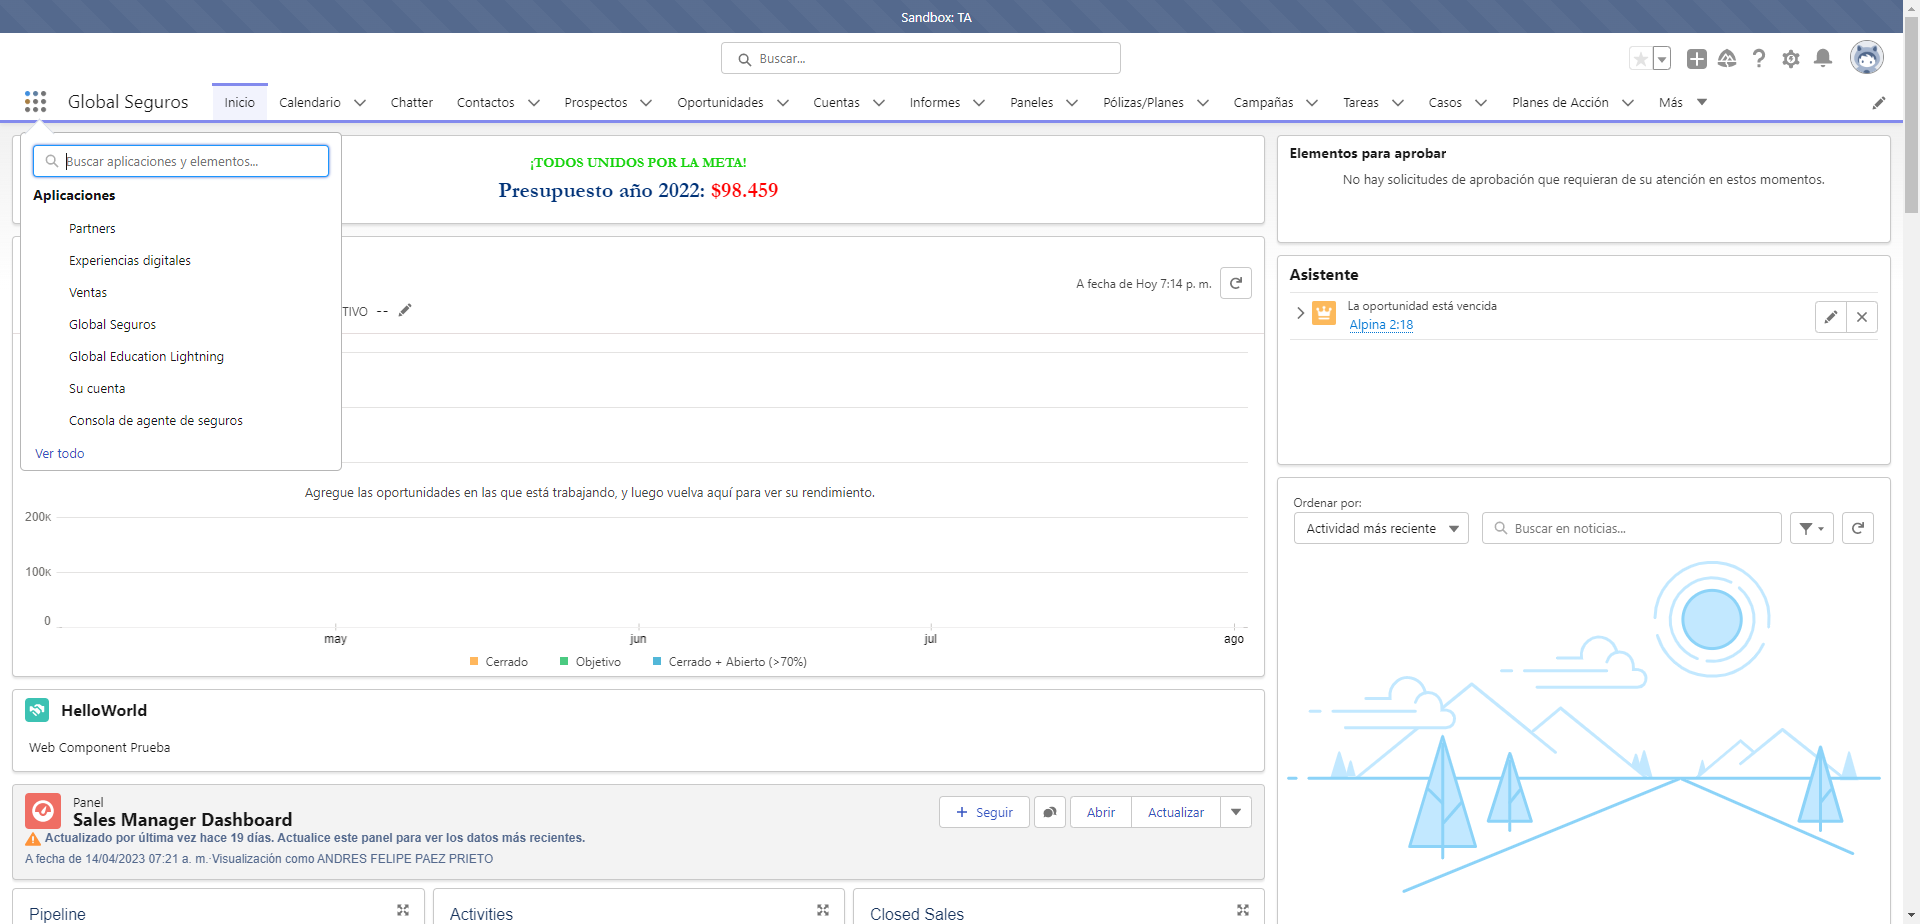 Sandbox: TA
Buscar...
Global Seguros
Inicio
Calendario
Chatter
Contactos
Prospectos
Oportunidades
Cuentas
Informes
Paneles
Pólizas/Planes
Campañas
Tareas
Casos
Planes de Acción
Más
Buscar aplicaciones y elementos...
Aplicaciones
Partners
Experiencias digitales
Ventas
Global Seguros
Global Education Lightning
Su cuenta
Consola de agente de seguros
Ver todo
¡TODOS UNIDOS POR LA META!
Presupuesto año 2022: $98.459
A fecha de Hoy 7:14 p. m.
TIVO --
Agregue las oportunidades en las que está trabajando, y luego vuelva aquí para ver su rendimiento.
200K
100K
0
may
jun
jul
ago
Cerrado
Objetivo
Cerrado + Abierto (>70%)
HelloWorld
Web Component Prueba
Panel
Sales Manager Dashboard
Actualizado por última vez hace 19 días. Actualice este panel para ver los datos más recientes.
A fecha de 14/04/2023 07:21 a. m.·Visualización como ANDRES FELIPE PAEZ PRIETO
Seguir
Abrir
Actualizar
Pipeline
Activities
Closed Sales
Elementos para aprobar
No hay solicitudes de aprobación que requieran de su atención en estos momentos.
Asistente
La oportunidad está vencida
Alpina 2:18
Ordenar por:
Actividad más reciente
Buscar en noticias...